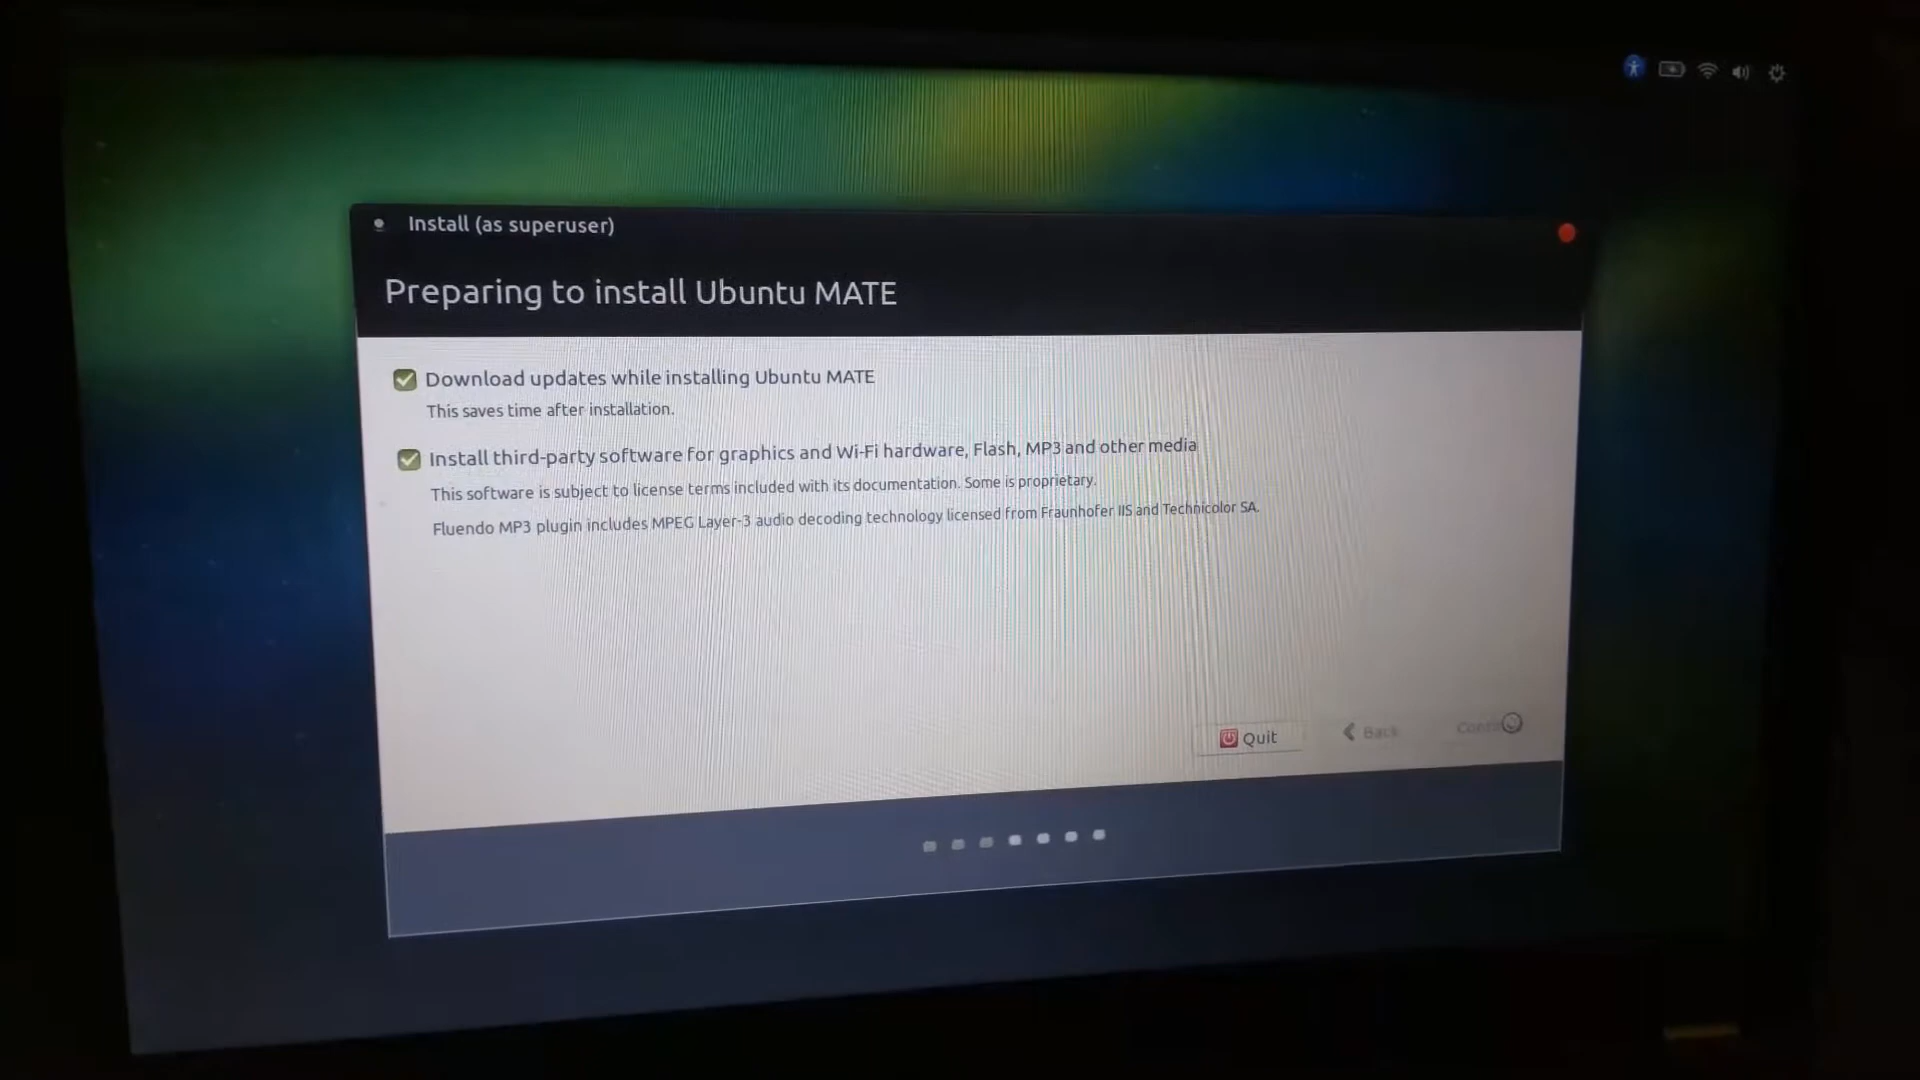 Install (as superuser)
Preparing to install Ubuntu MATE
Download updates while installing Ubuntu MATE
This saves time after installation.
Install third-party software for graphics and Wi-Fi hardware, Flash, MP3 and other media
This software is subject to license terms included with its documentation. Some is proprietary.
Fluendo MP3 plugin includes MPEG Layer-3 audio decoding technology licensed from Fraunhofer IIS and Technicolor SA.
Quit
Back